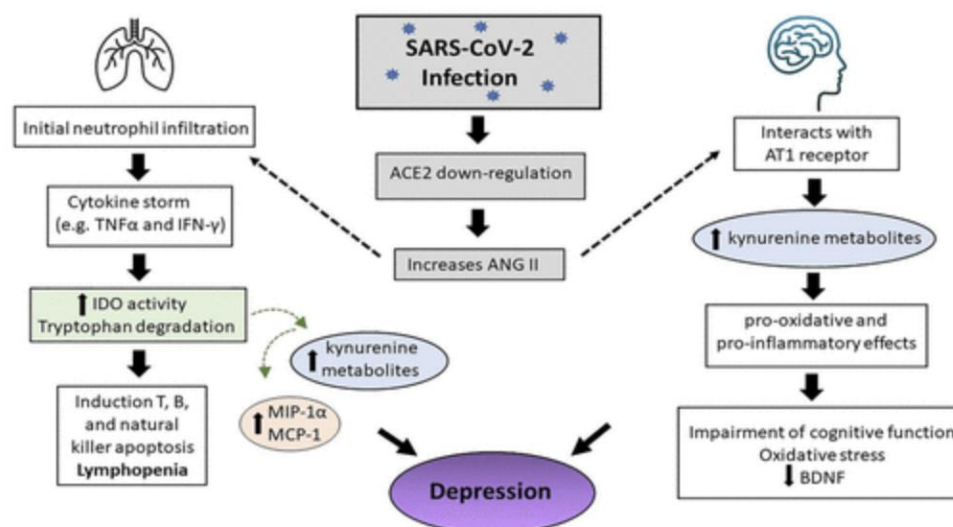 SARS-CoV-2
Infection
ACE2 down-regulation
Increases ANG II
Initial neutrophil infiltration
Cytokine storm
(e.g. TNFα and IFN-γ)
IDO activity
Tryptophan degradation
kynurenine
metabolites
MIP-1α
MCP-1
Induction T, B,
and natural
killer apoptosis
Lymphopenia
Interacts with
AT1 receptor
kynurenine metabolites
pro-oxidative and
pro-inflammatory effects
Impairment of cognitive function
Oxidative stress
BDNF
Depression